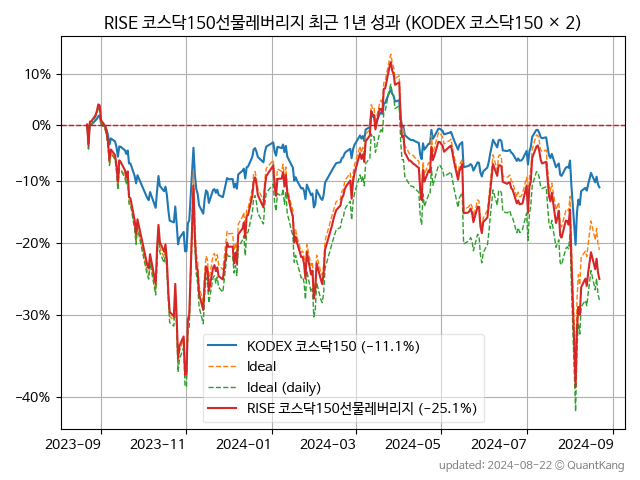 RISE 코스닥150선물레버리지 최근 1년 성과 (KODEX 코스닥150 × 2)
10%
0%
−10%
−20%
−30%
−40%
KODEX 코스닥150 (−11.1%)
Ideal
Ideal (daily)
RISE 코스닥150선물레버리지 (−25.1%)
2023-09 2023-11 2024-01 2024-03 2024-05 2024-07 2024-09
updated: 2024-08-22 © QuantKang